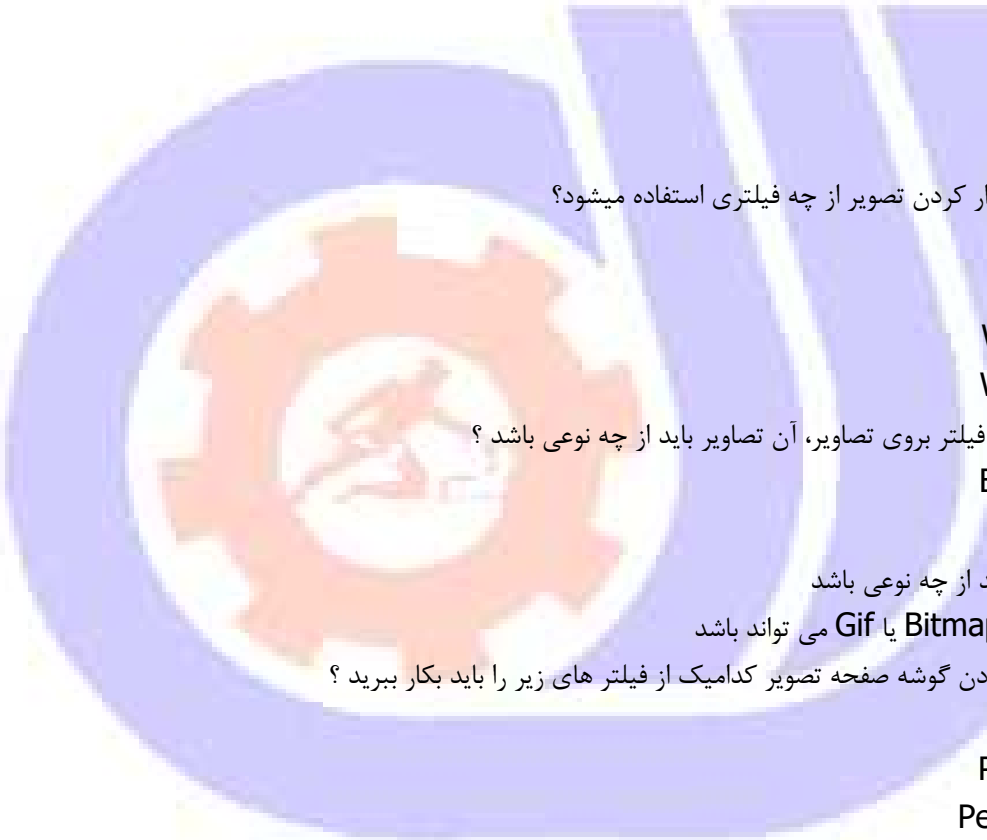 ار کردن تصویر از چه فیلتری استفاده میشود؟
فیلتر بروی تصاویر، آن تصاویر باید از چه نوعی باشد ؟
د از چه نوعی باشد
Bitmap یا Gif می تواند باشد
دن گوشه صفحه تصویر کدامیک از فیلتر های زیر را باید بکار ببرید ؟
Pe